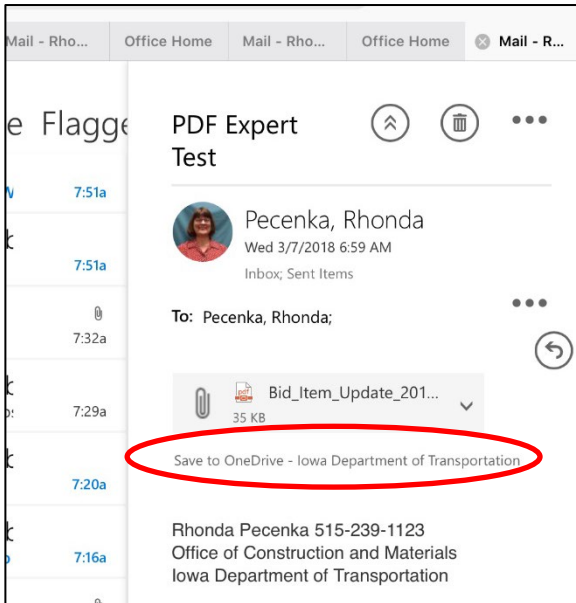 Mail - Rho...
Office Home
Mail - Rho...
Office Home
Mail - R...
e Flagge
7:51a
7:51a
7:32a
7:29a
7:20a
7:16a
PDF Expert
Test
Pecenka, Rhonda
Wed 3/7/2018 6:59 AM
Inbox; Sent Items
To: Pecenka, Rhonda;
pdf
Bid_Item_Update_201...
35 KB
Save to OneDrive - Iowa Department of Transportation
Rhonda Pecenka 515-239-1123
Office of Construction and Materials
Iowa Department of Transportation